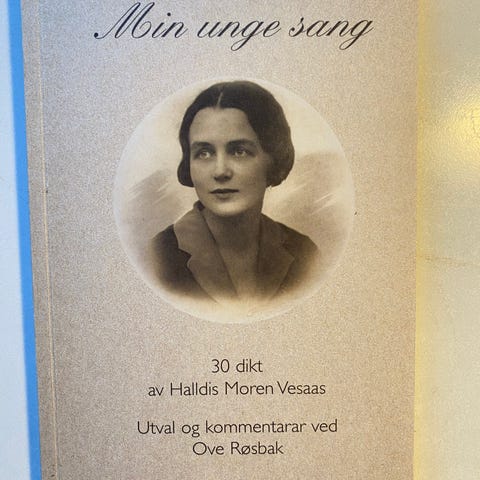 Min unge sang
30 dikt
av Halldis Moren Vesaas
Utval og kommentarar ved
Ove Røsbak